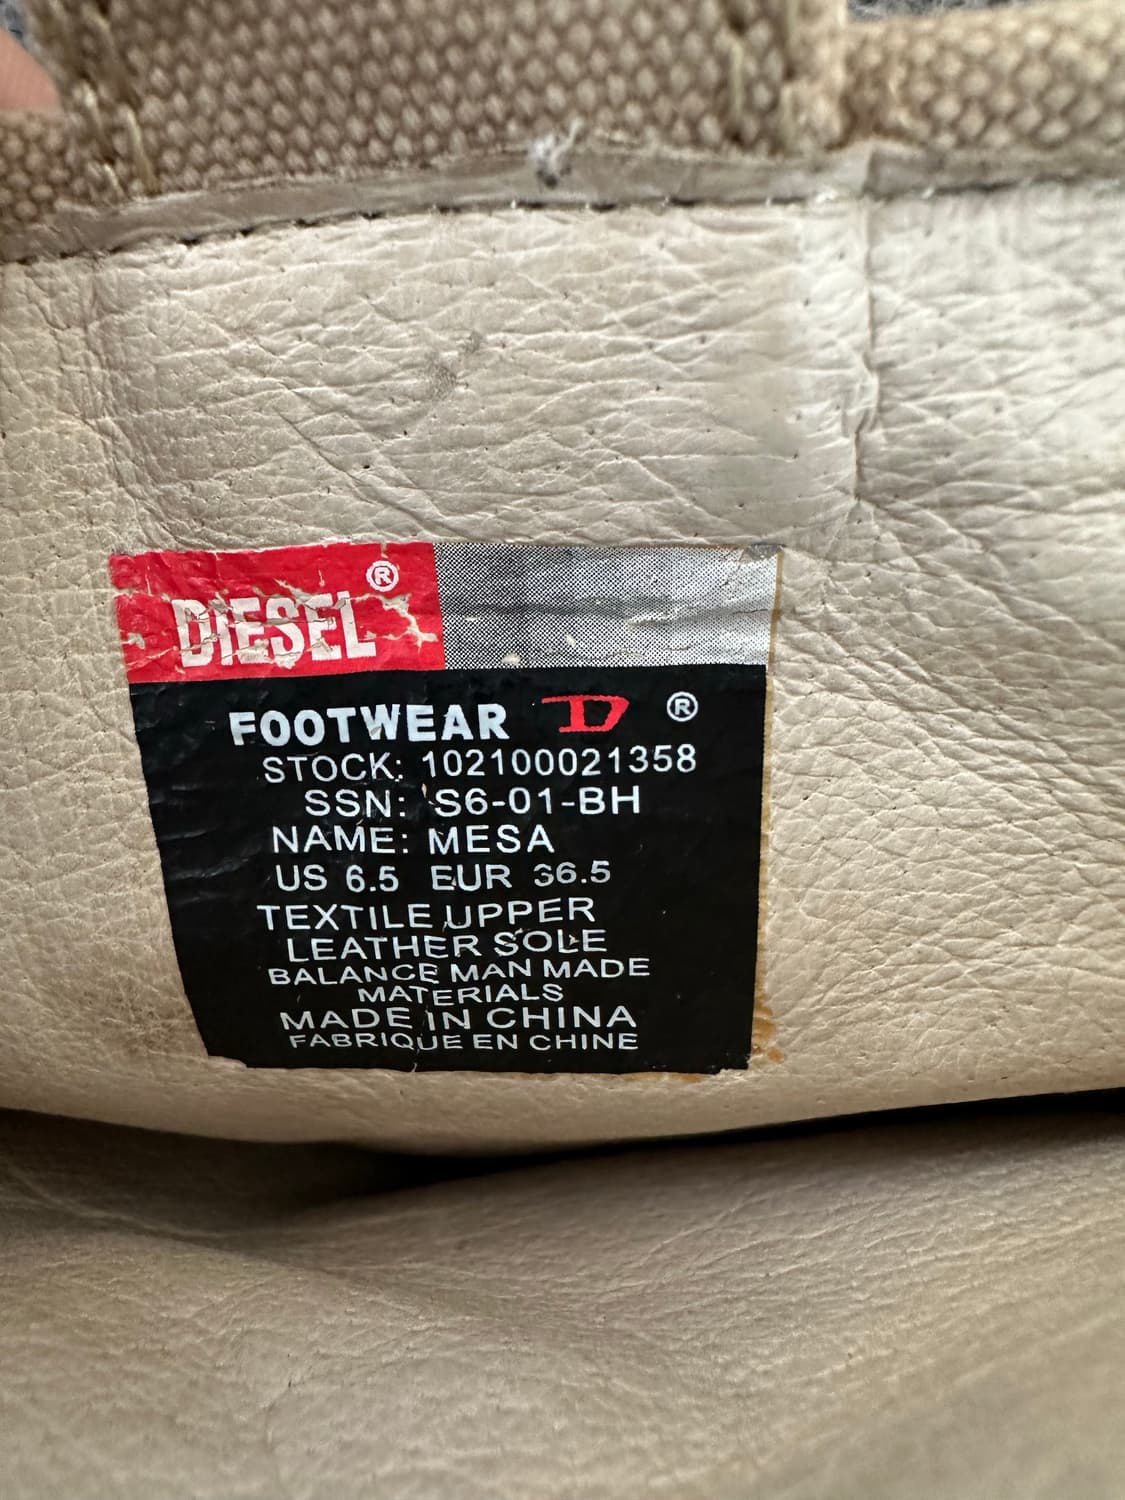 DIESEL®
FOOTWEAR D ®
STOCK: 102100021358
SSN: S6-01-BH
NAME: MESA
US 6.5 EUR 36.5
TEXTILE UPPER
LEATHER SOLE
BALANCE MAN MADE
MATERIALS
MADE IN CHINA
FABRIQUE EN CHINE